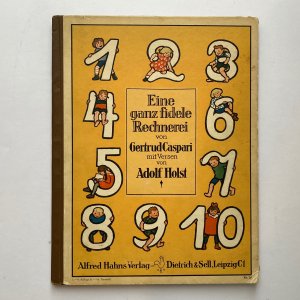 1 2 3
4
Eine
ganz fidele
Rechnerei
von
Gertrud Caspari
mit Versen
von
Adolf Holst
5 6 7
8 9 10
Alfred Hahns Verlag Dietrich & Sell, Leipzig C1